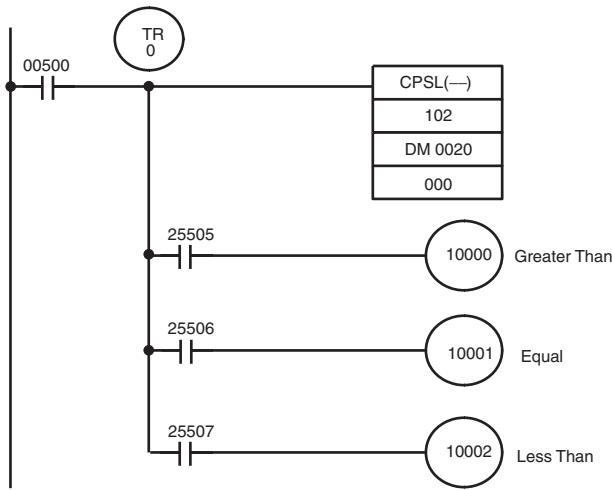 TR
0
00500
CPSL(––)
102
DM 0020
000
25505
10000 Greater Than
25506
10001 Equal
25507
10002 Less Than